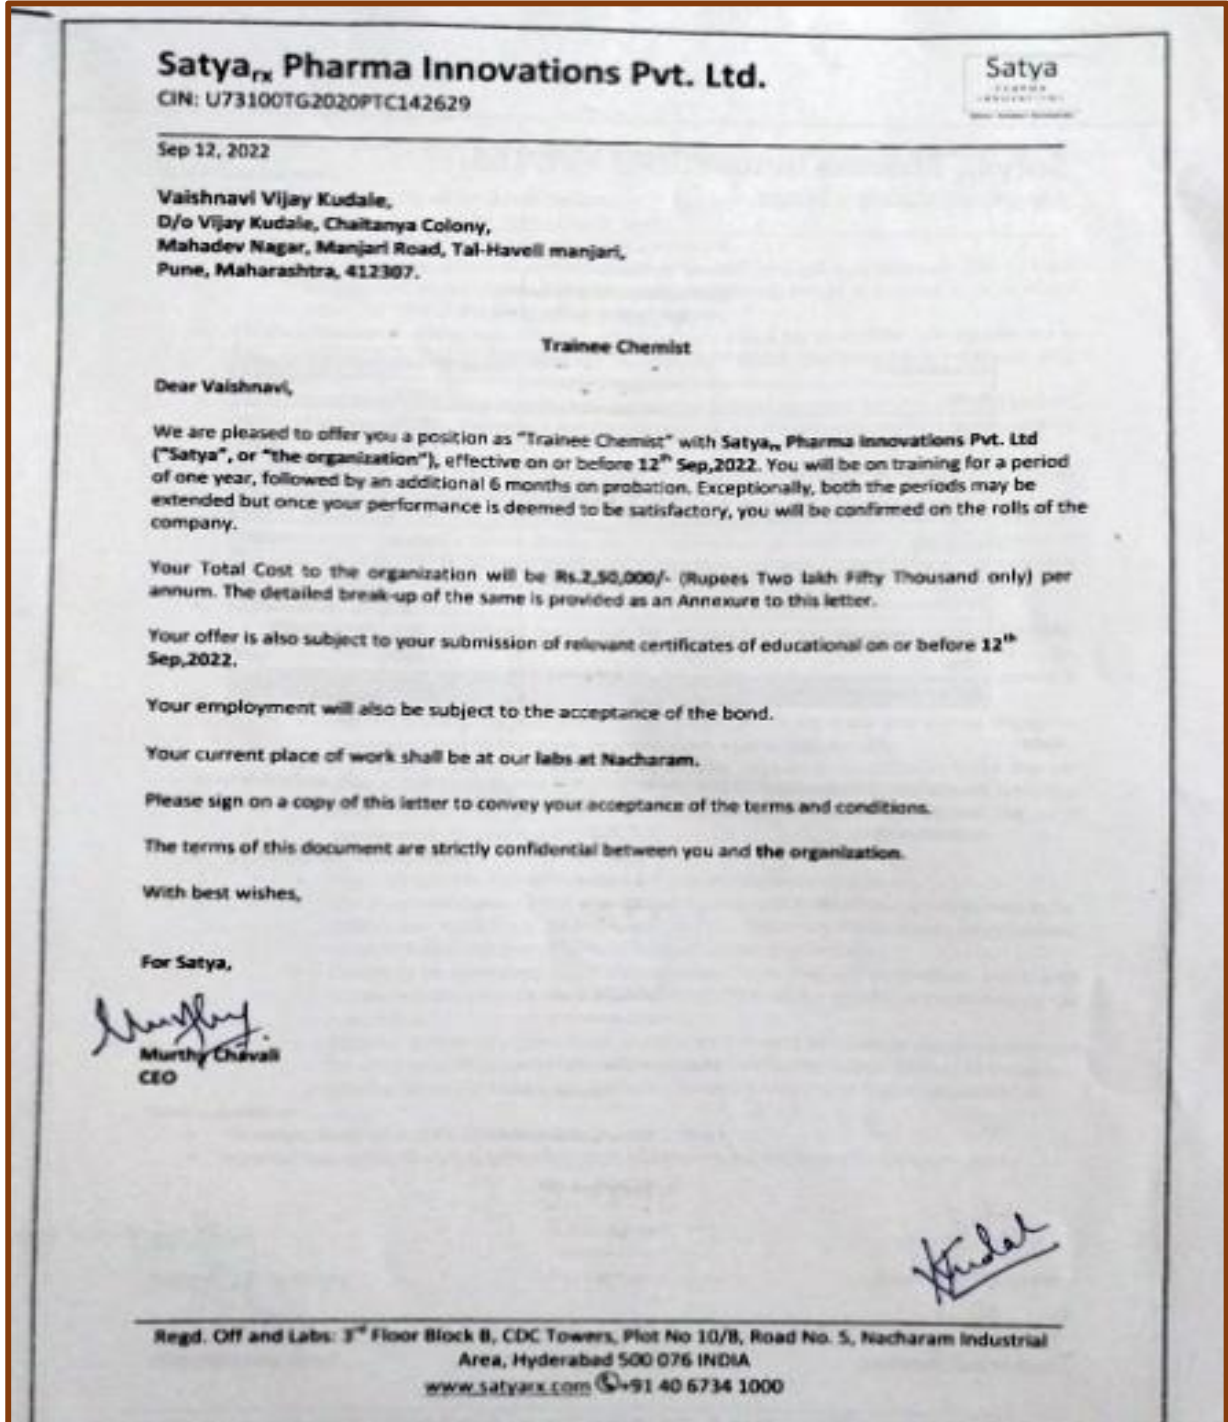 Satyarx Pharma Innovations Pvt. Ltd.
CIN: U73100TG2020PTC142629
Satya
PHARMA
INNOVATIONS
Sep 12, 2022
Vaishnavi Vijay Kudale,
D/o Vijay Kudale, Chaitanya Colony,
Mahadev Nagar, Manjari Road, Tal-Haveli manjari,
Pune, Maharashtra, 412307.
Trainee Chemist
Dear Vaishnavi,
We are pleased to offer you a position as "Trainee Chemist" with Satyarx Pharma Innovations Pvt. Ltd
("Satya", or "the organization"), effective on or before 12th Sep,2022. You will be on training for a period
of one year, followed by an additional 6 months on probation. Exceptionally, both the periods may be
extended but once your performance is deemed to be satisfactory, you will be confirmed on the rolls of the
company.
Your Total Cost to the organization will be Rs.2,50,000/- (Rupees Two lakh Fifty Thousand only) per
annum. The detailed break-up of the same is provided as an Annexure to this letter.
Your offer is also subject to your submission of relevant certificates of educational on or before 12th
Sep,2022.
Your employment will also be subject to the acceptance of the bond.
Your current place of work shall be at our labs at Nacharam.
Please sign on a copy of this letter to convey your acceptance of the terms and conditions.
The terms of this document are strictly confidential between you and the organization.
With best wishes,
For Satya,
Murthy
Murthy Chavali
CEO
Kudal
Regd. Off and Labs: 3rd Floor Block B, CDC Towers, Plot No 10/B, Road No. 5, Nacharam Industrial
Area, Hyderabad 500 076 INDIA
www.satyarx.com +91 40 6734 1000